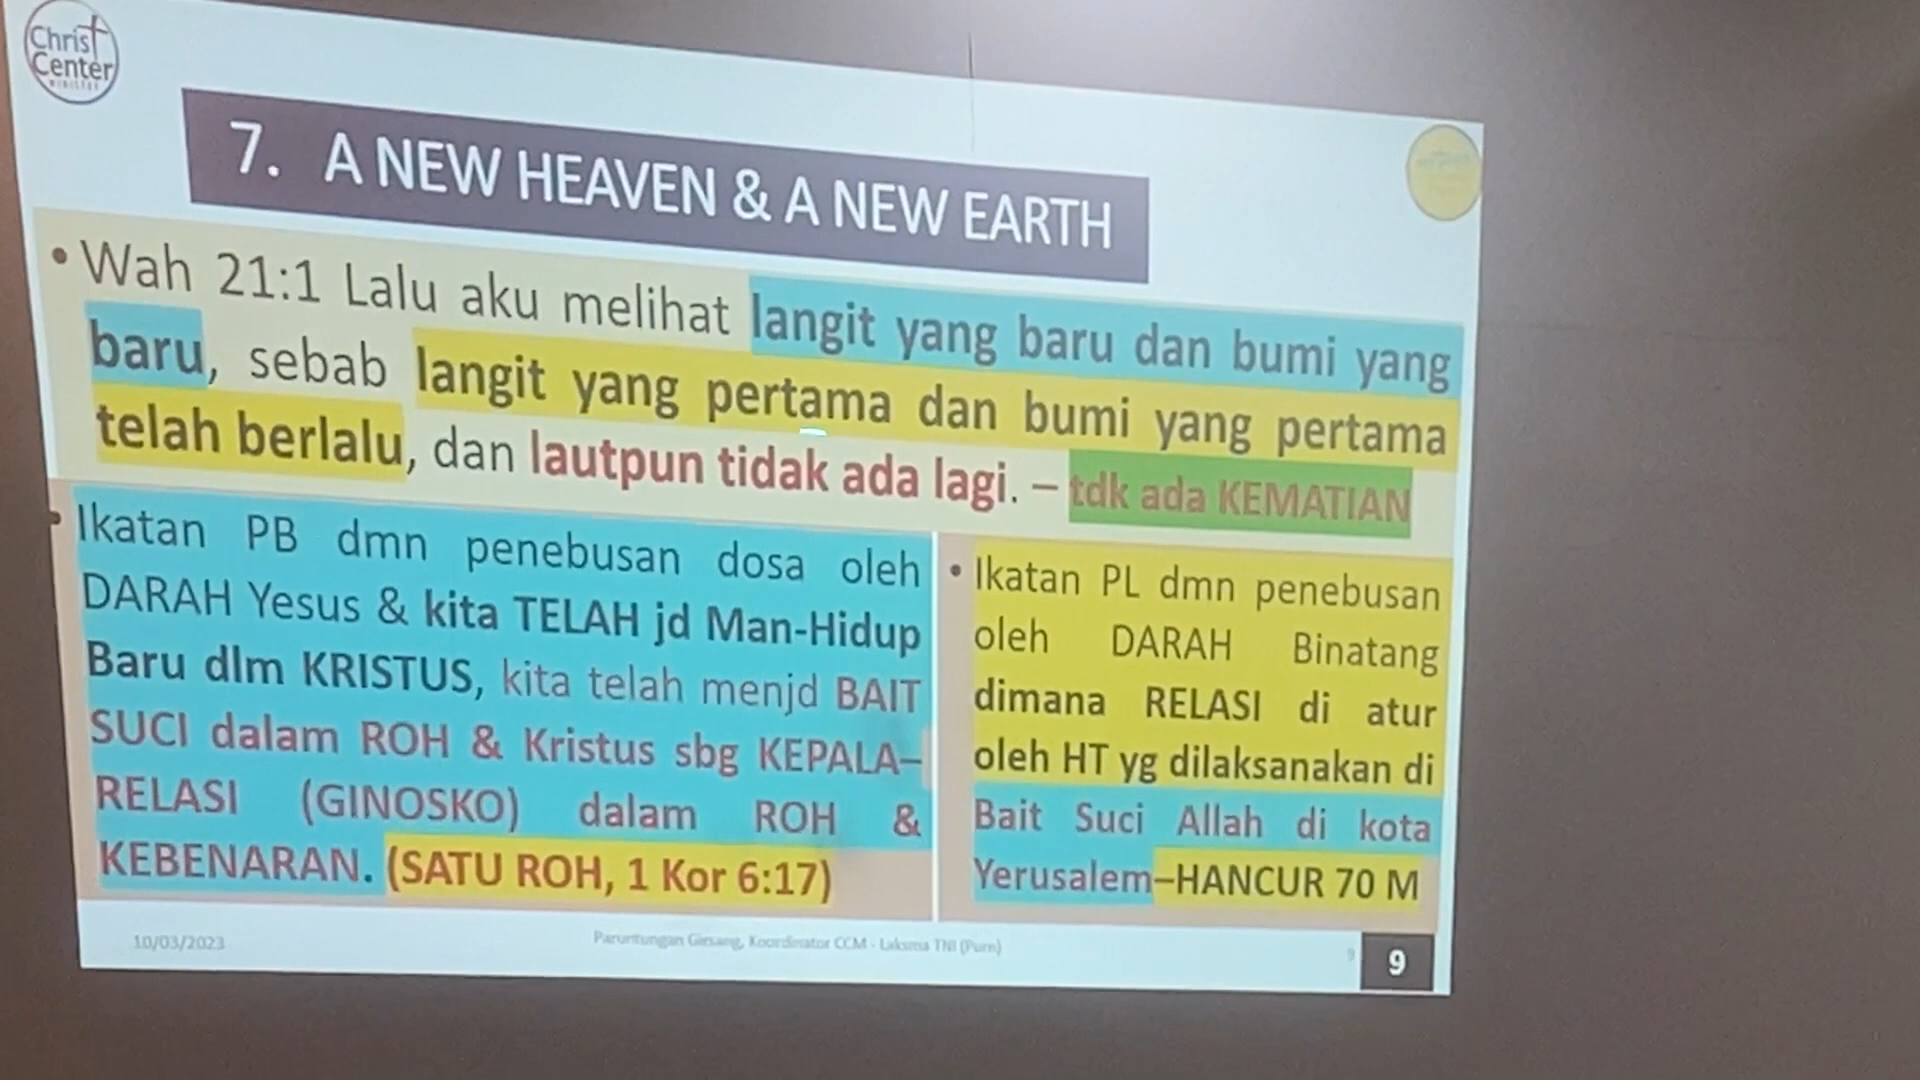 Christ
Center
7. A NEW HEAVEN & A NEW EARTH
• Wah 21:1 Lalu aku melihat langit yang baru dan bumi yang
baru, sebab langit yang pertama dan bumi yang pertama
telah berlalu, dan lautpun tidak ada lagi. – tdk ada KEMATIAN
Ikatan PB dmn penebusan dosa oleh
DARAH Yesus & kita TELAH jd Man-Hidup
Baru dlm KRISTUS, kita telah menjd BAIT
SUCI dalam ROH & Kristus sbg KEPALA–
RELASI (GINOSKO) dalam ROH &
KEBENARAN. (SATU ROH, 1 Kor 6:17)
• Ikatan PL dmn penebusan
oleh DARAH Binatang
dimana RELASI di atur
oleh HT yg dilaksanakan di
Bait Suci Allah di kota
Yerusalem–HANCUR 70 M
10/03/2023
Paruntungan Girsang, Koordinator CCM - Laksma TNI (Purn)
9
9